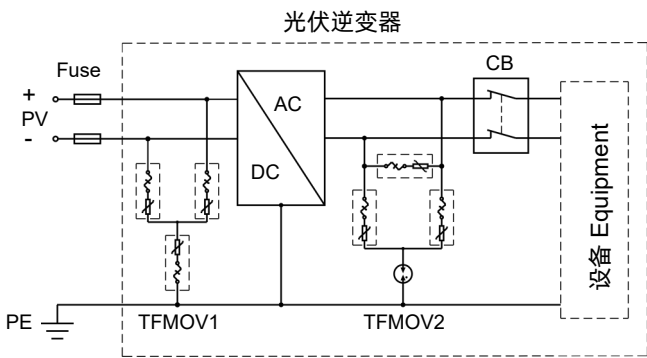 光伏逆变器
Fuse
CB
+
PV
-
AC
DC
设备 Equipment
PE
TFMOV1
TFMOV2